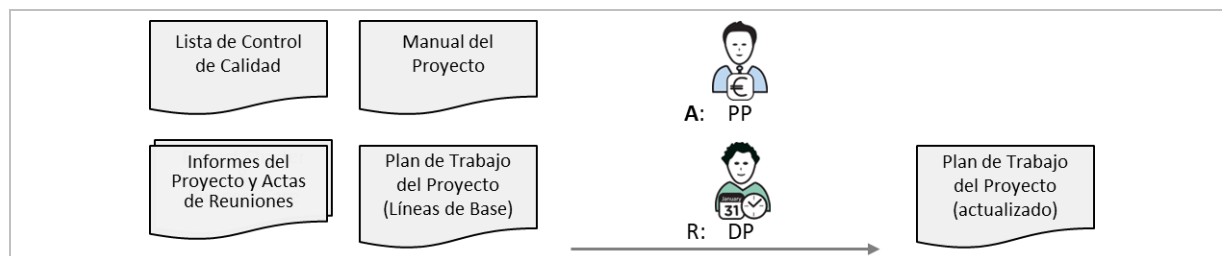 Lista de Control
de Calidad
Manual del
Proyecto
A: PP
Informes del
Proyecto y Actas
de Reuniones
Plan de Trabajo
del Proyecto
(Líneas de Base)
January
31
R: DP
Plan de Trabajo
del Proyecto
(actualizado)